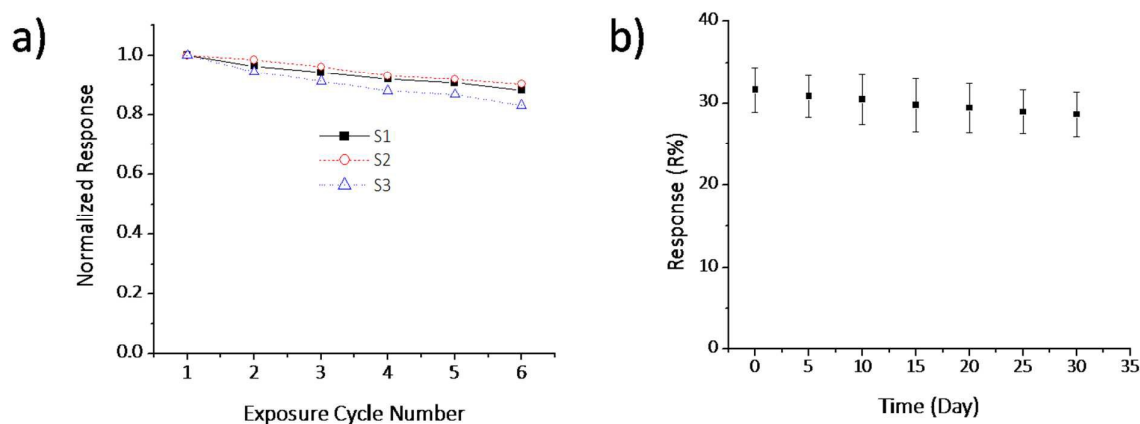 a)
Normalized Response
1.0
0.8
0.6
0.4
0.2
0.0
S1
S2
S3
1 2 3 4 5 6
Exposure Cycle Number
b)
Response (R%)
40
30
20
10
0
0 5 10 15 20 25 30 35
Time (Day)